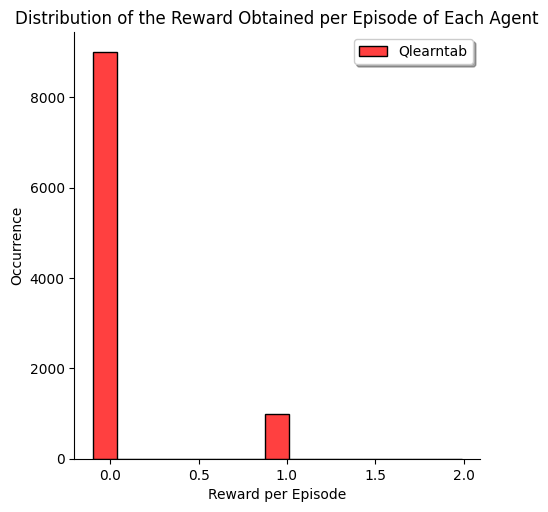 Distribution of the Reward Obtained per Episode of Each Agent
Qlearntab
8000
6000
4000
2000
0
Occurrence
0.0 0.5 1.0 1.5 2.0
Reward per Episode